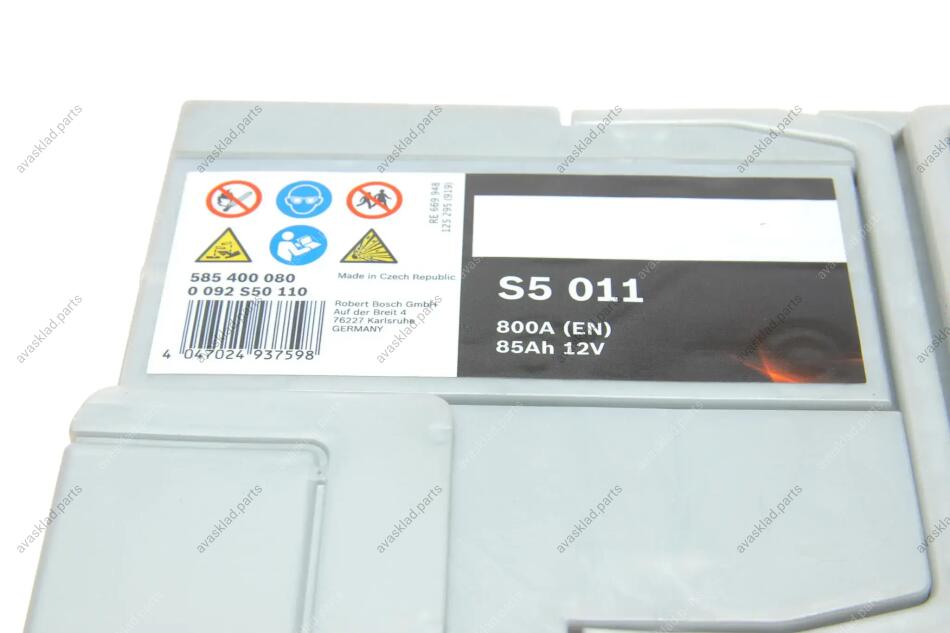 RE 669 948
125 295 (919)
585 400 080
0 092 S50 110
Made in Czech Republic
Robert Bosch GmbH
Auf der Breit 4
76227 Karlsruhe
GERMANY
4 047024 937598
S5 011
800A (EN)
85Ah 12V
avasklad.parts